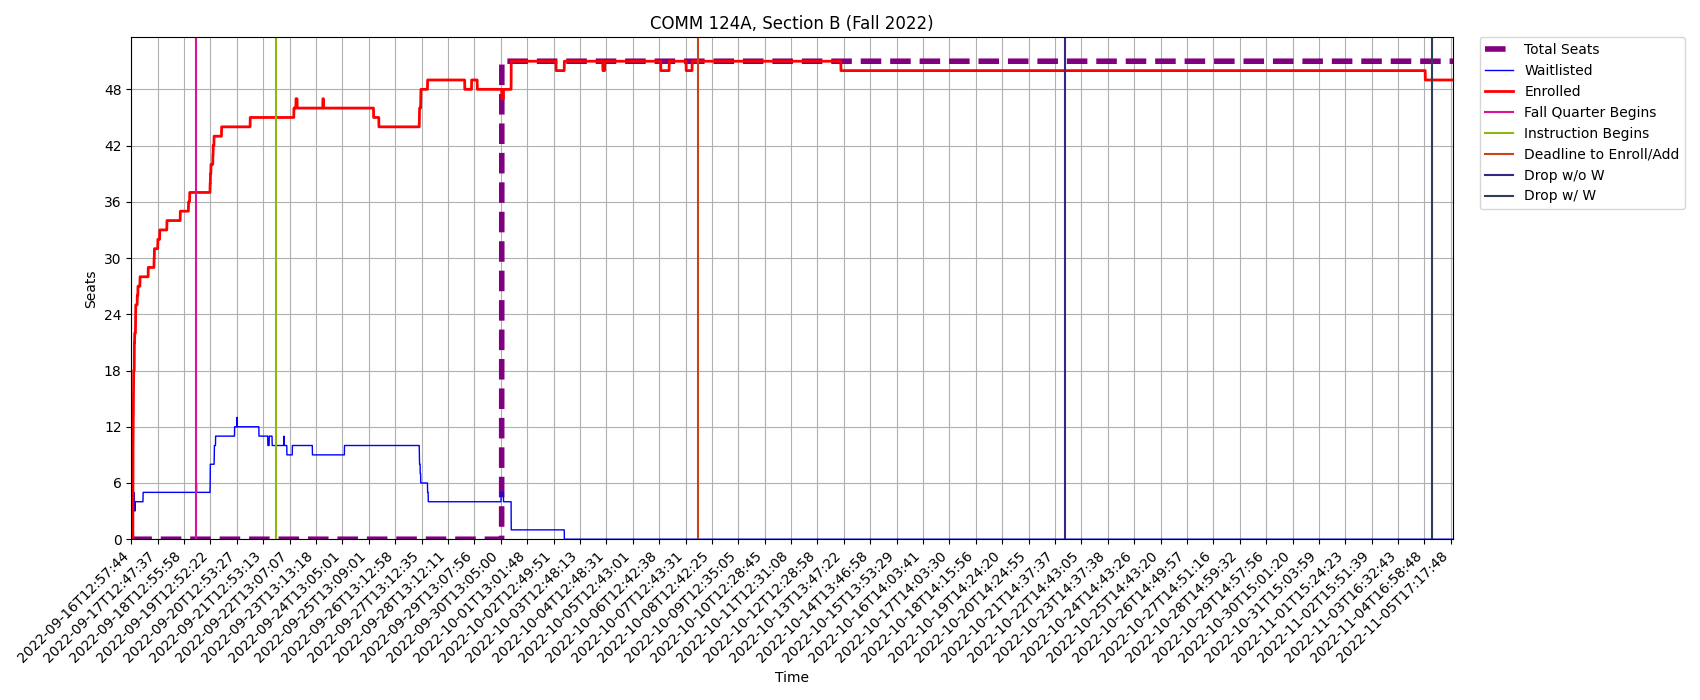 COMM 124A, Section B (Fall 2022)
Total Seats
Waitlisted
Enrolled
Fall Quarter Begins
Instruction Begins
Deadline to Enroll/Add
Drop w/o W
Drop w/ W
Seats
48
42
36
30
24
18
12
6
0
2022-09-16T12:57:44
2022-09-17T12:47:37
2022-09-18T12:55:58
2022-09-19T12:52:22
2022-09-20T12:53:27
2022-09-21T12:53:13
2022-09-22T13:07:07
2022-09-23T13:13:18
2022-09-24T13:05:01
2022-09-25T13:09:01
2022-09-26T13:12:58
2022-09-27T13:12:35
2022-09-28T13:12:11
2022-09-29T13:07:56
2022-09-30T13:05:00
2022-10-01T13:01:48
2022-10-02T12:49:51
2022-10-03T12:48:13
2022-10-04T12:48:31
2022-10-05T12:43:01
2022-10-06T12:42:38
2022-10-07T12:43:31
2022-10-08T12:42:25
2022-10-09T12:35:05
2022-10-10T12:28:45
2022-10-11T12:31:08
2022-10-12T12:28:58
2022-10-13T13:47:22
2022-10-14T13:46:58
2022-10-15T13:53:29
2022-10-16T14:03:41
2022-10-17T14:03:30
2022-10-18T14:15:56
2022-10-19T14:24:20
2022-10-20T14:24:55
2022-10-21T14:37:37
2022-10-22T14:43:05
2022-10-23T14:37:38
2022-10-24T14:43:26
2022-10-25T14:43:20
2022-10-26T14:49:57
2022-10-27T14:51:16
2022-10-28T14:59:32
2022-10-29T14:57:56
2022-10-30T15:01:20
2022-10-31T15:03:59
2022-11-01T15:24:23
2022-11-02T15:51:39
2022-11-03T16:32:43
2022-11-04T16:58:48
2022-11-05T17:17:48
Time